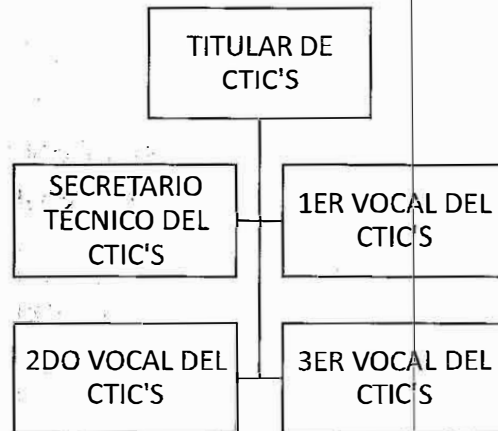 TITULAR DE
CTIC'S
SECRETARIO
TÉCNICO DEL
CTIC'S
1ER VOCAL DEL
CTIC'S
2DO VOCAL DEL
CTIC'S
3ER VOCAL DEL
CTIC'S